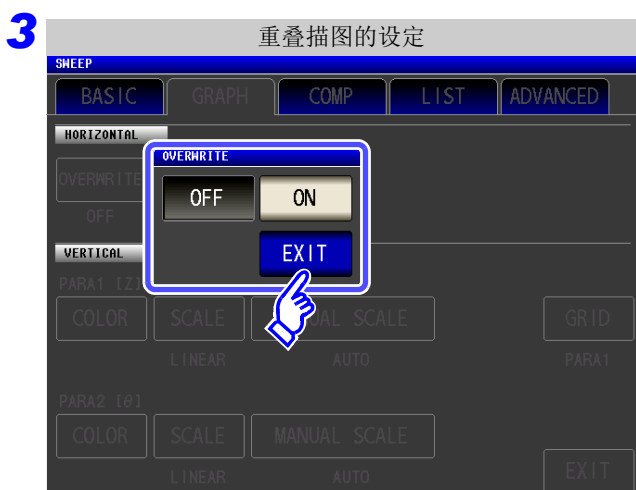 3
重叠描图的设定
SWEEP
BASIC GRAPH COMP LIST ADVANCED
HORIZONTAL
OVERWRITE
OFF
OVERWRITE
OFF ON
EXIT
VERTICAL
PARA1 [Z]
COLOR SCALE SCALE GRID
LINEAR AUTO PARA1
PARA2 [θ]
COLOR SCALE MANUAL SCALE
LINEAR AUTO EXIT